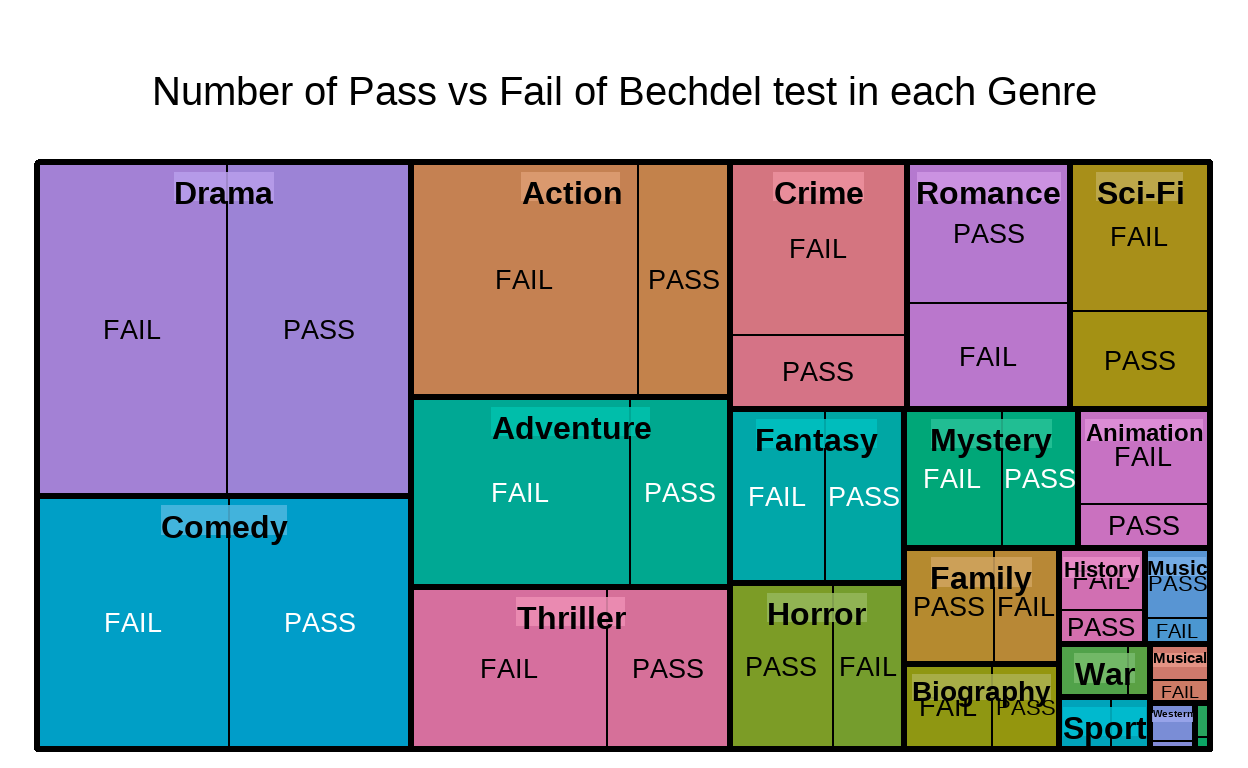 Number of Pass vs Fail of Bechdel test in each Genre
Drama
FAIL
PASS
Comedy
FAIL
PASS
Action
FAIL
PASS
Adventure
FAIL
PASS
Thriller
FAIL
PASS
Crime
FAIL
PASS
Romance
PASS
FAIL
Sci-Fi
FAIL
PASS
Fantasy
FAIL
PASS
Mystery
FAIL
PASS
Animation
FAIL
PASS
Horror
PASS
FAIL
Family
PASS
FAIL
Biography
FAIL
PASS
History
FAIL
PASS
Music
PASS
FAIL
War
Musical
FAIL
Sport
Western